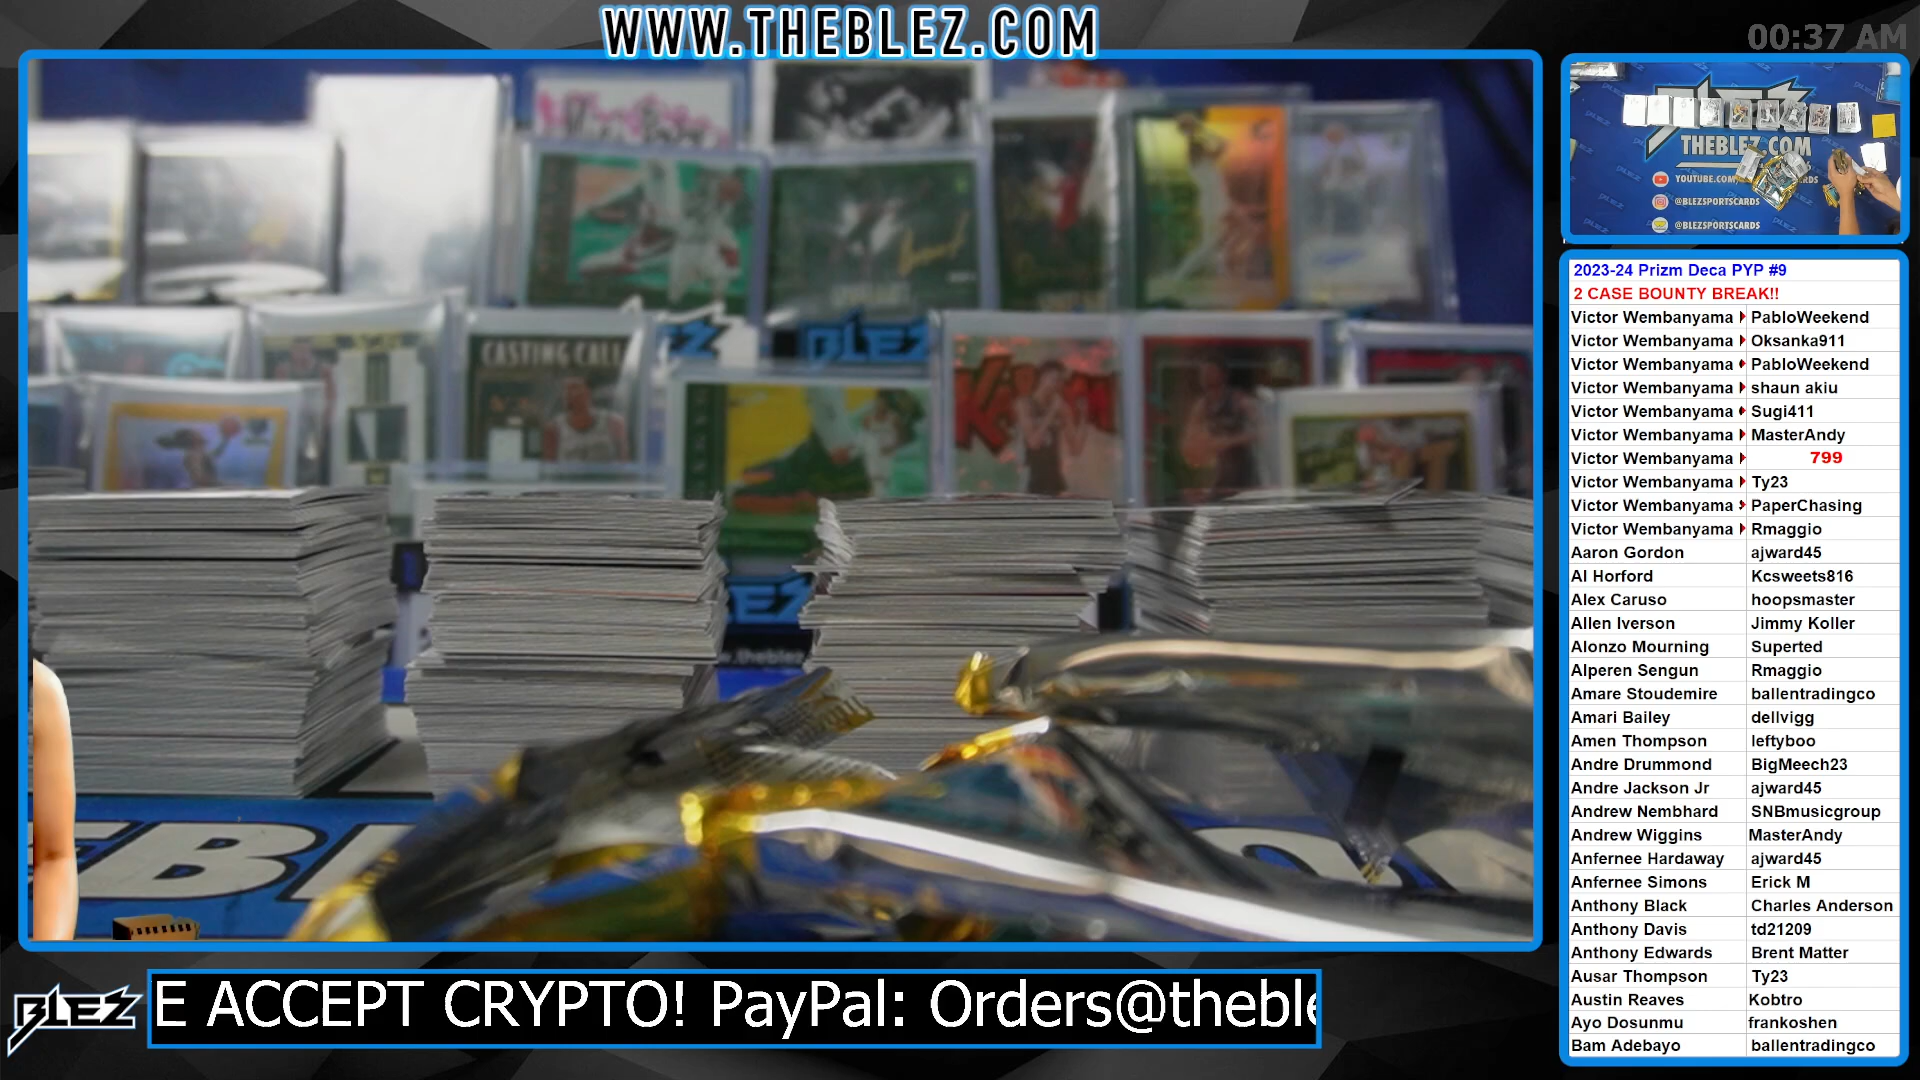 WWW.THEBLEZ.COM
00:37 AM
CASTING CALL
BLEZ
THEBLEZ.COM
YOUTUBE.COM/
@BLEZSPORTSCARDS
@BLEZSPORTSCARDS
2023-24 Prizm Deca PYP #9
2 CASE BOUNTY BREAK!!
Victor Wembanyama PabloWeekend
Victor Wembanyama Oksanka911
Victor Wembanyama PabloWeekend
Victor Wembanyama shaun akiu
Victor Wembanyama Sugi411
Victor Wembanyama MasterAndy
Victor Wembanyama 799
Victor Wembanyama Ty23
Victor Wembanyama PaperChasing
Victor Wembanyama Rmaggio
Aaron Gordon ajward45
Al Horford Kcsweets816
Alex Caruso hoopsmaster
Allen Iverson Jimmy Koller
Alonzo Mourning Superted
Alperen Sengun Rmaggio
Amare Stoudemire ballentradingco
Amari Bailey dellvigg
Amen Thompson leftyboo
Andre Drummond BigMeech23
Andre Jackson Jr ajward45
Andrew Nembhard SNBmusicgroup
Andrew Wiggins MasterAndy
Anfernee Hardaway ajward45
Anfernee Simons Erick M
Anthony Black Charles Anderson
Anthony Davis td21209
Anthony Edwards Brent Matter
Ausar Thompson Ty23
Austin Reaves Kobtro
Ayo Dosunmu frankoshen
Bam Adebayo ballentradingco
BLEZ
E ACCEPT CRYPTO! PayPal: Orders@theble